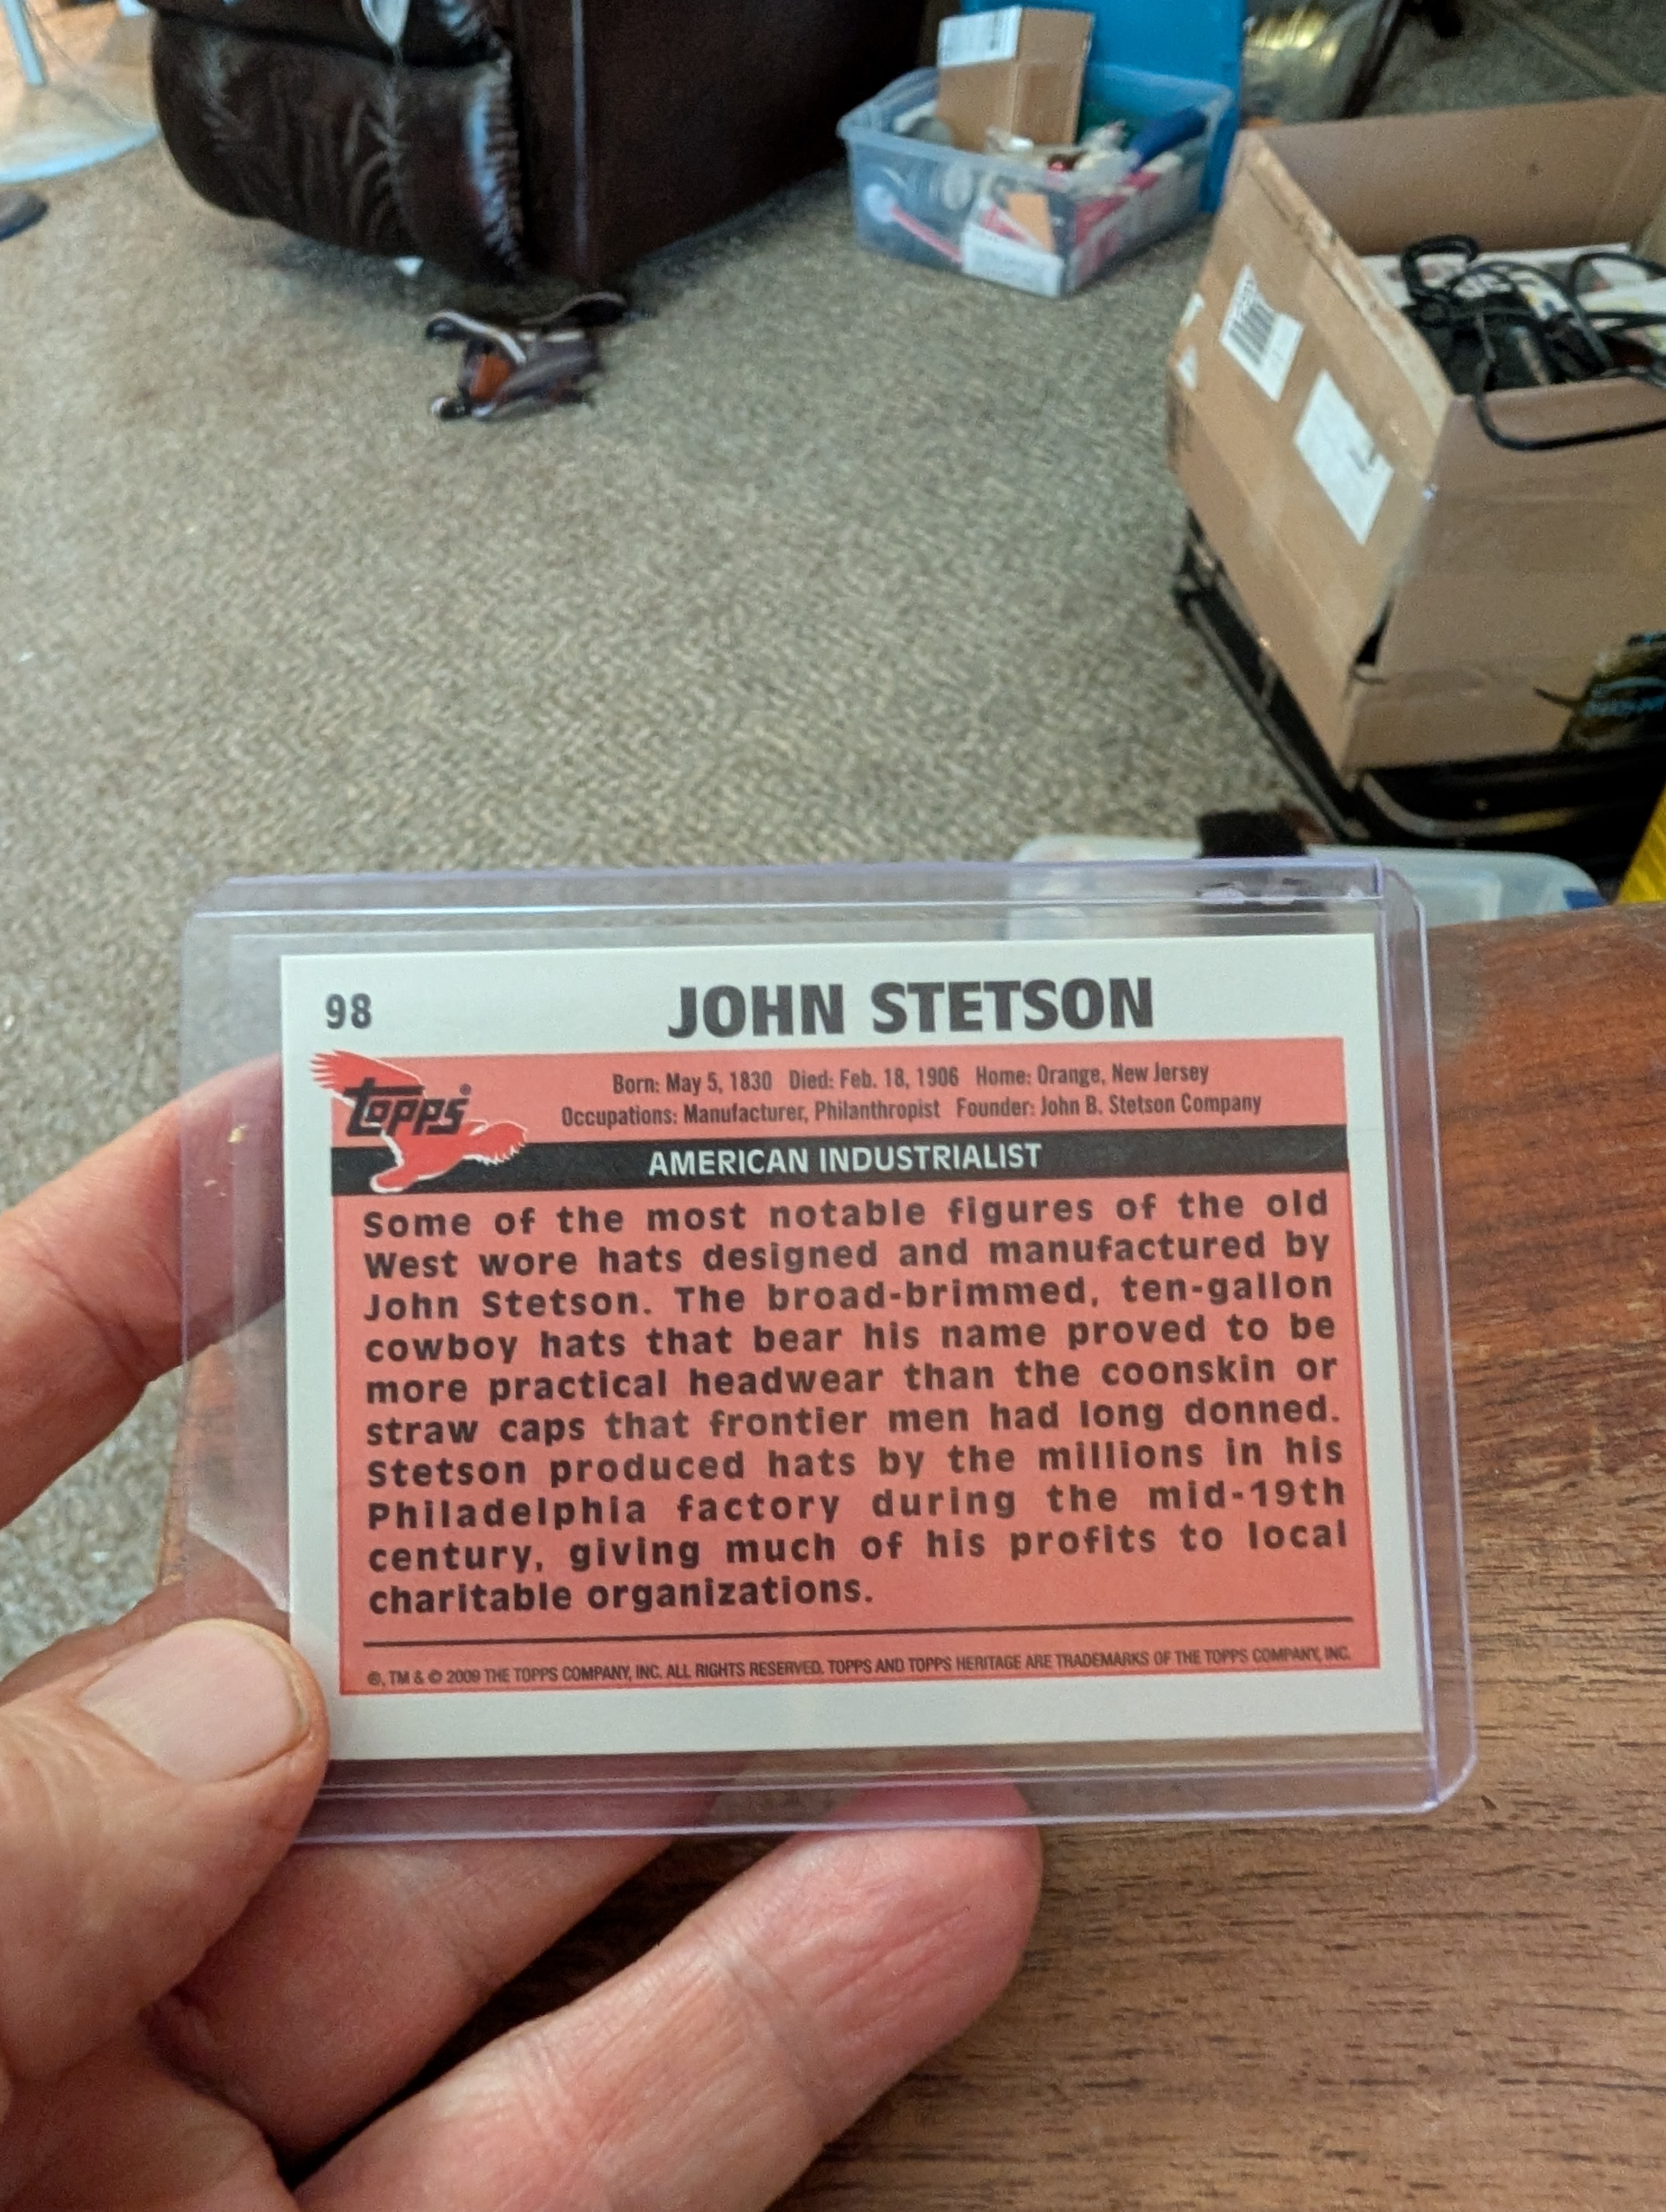 98
JOHN STETSON
topps®
Born: May 5, 1830 Died: Feb. 18, 1906 Home: Orange, New Jersey
Occupations: Manufacturer, Philanthropist Founder: John B. Stetson Company
AMERICAN INDUSTRIALIST
Some of the most notable figures of the old
West wore hats designed and manufactured by
John Stetson. The broad-brimmed, ten-gallon
cowboy hats that bear his name proved to be
more practical headwear than the coonskin or
straw caps that frontier men had long donned.
Stetson produced hats by the millions in his
Philadelphia factory during the mid-19th
century, giving much of his profits to local
charitable organizations.
®, TM & © 2009 THE TOPPS COMPANY, INC. ALL RIGHTS RESERVED. TOPPS AND TOPPS HERITAGE ARE TRADEMARKS OF THE TOPPS COMPANY, INC.